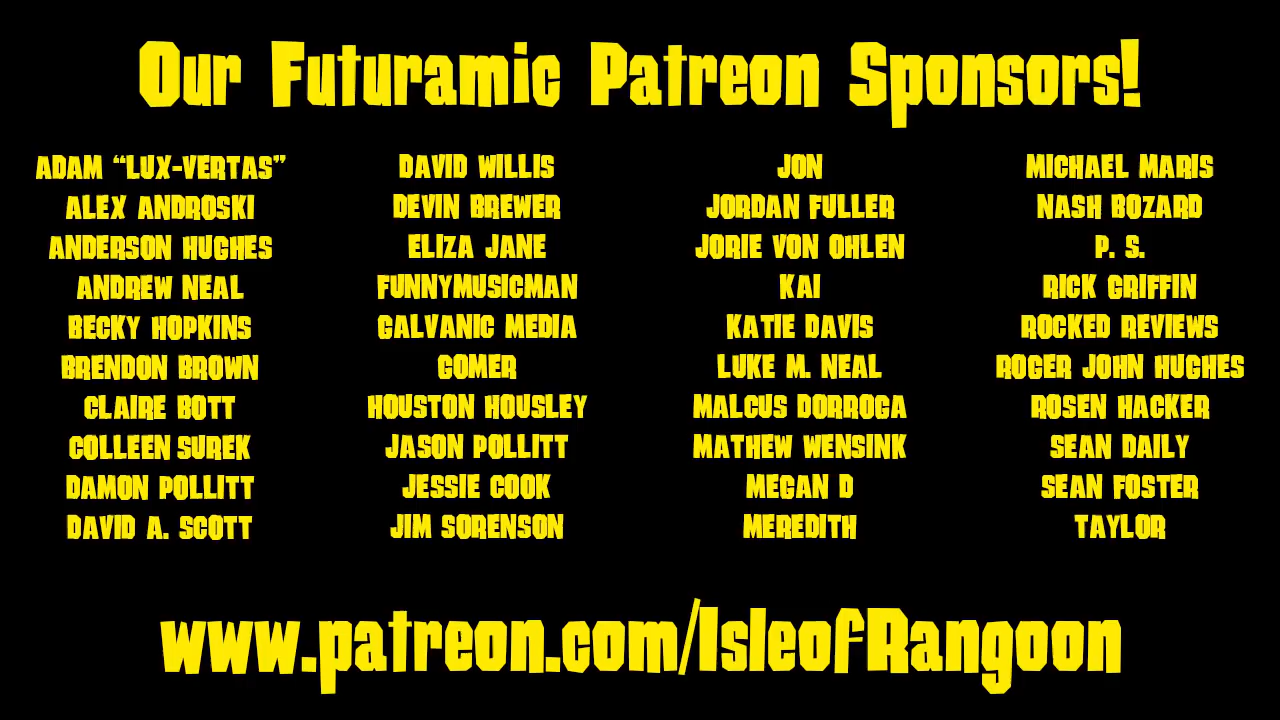 Our Futuramic Patreon Sponsors!
ADAM “LUX-VERTAS”
ALEX ANDROSKI
ANDERSON HUGHES
ANDREW NEAL
BECKY HOPKINS
BRENDON BROWN
CLAIRE BOTT
COLLEEN SUREK
DAMON POLLITT
DAVID A. SCOTT
DAVID WILLIS
DEVIN BREWER
ELIZA JANE
FUNNYMUSICMAN
GALVANIC MEDIA
GOMER
HOUSTON HOUSLEY
JASON POLLITT
JESSIE COOK
JIM SORENSON
JON
JORDAN FULLER
JORIE VON OHLEN
KAI
KATIE DAVIS
LUKE M. NEAL
MALCUS DORROGA
MATHEW WENSINK
MEGAN D
MEREDITH
MICHAEL MARIS
NASH BOZARD
P. S.
RICK GRIFFIN
ROCKED REVIEWS
ROGER JOHN HUGHES
ROSEN HACKER
SEAN DAILY
SEAN FOSTER
TAYLOR
www.patreon.com/IsleofRangoon